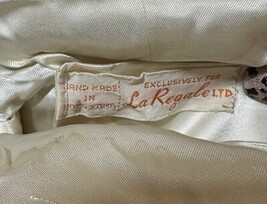 HAND MADE
IN
EXCLUSIVELY FOR
La Regale LTD.